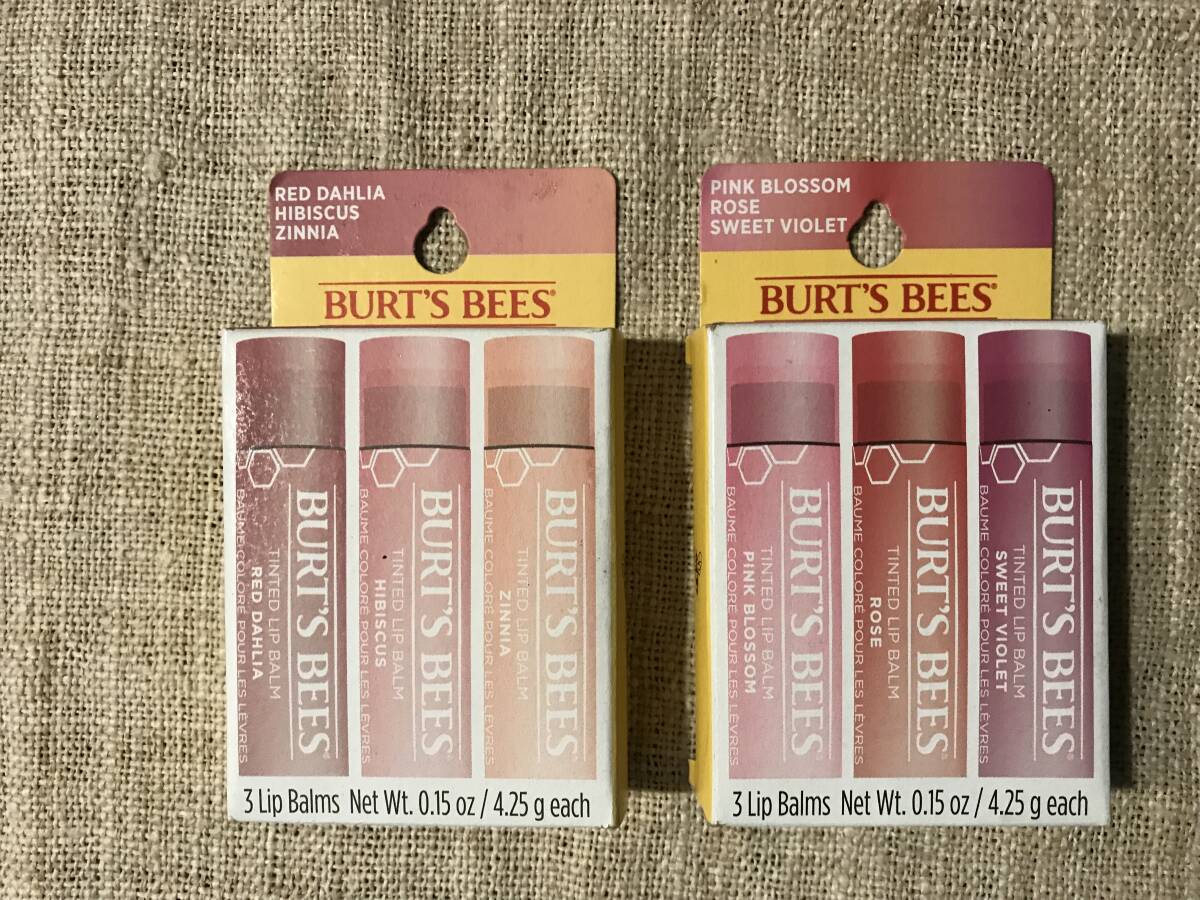 RED DAHLIA
HIBISCUS
ZINNIA
BURT'S BEES®
BURT'S BEES®
TINTED LIP BALM
RED DAHLIA
BAUME COLORÉ POUR LES LÈVRES
BURT'S BEES®
TINTED LIP BALM
HIBISCUS
BAUME COLORÉ POUR LES LÈVRES
BURT'S BEES®
TINTED LIP BALM
ZINNIA
BAUME COLORÉ POUR LES LÈVRES
3 Lip Balms Net Wt. 0.15 oz / 4.25 g each
PINK BLOSSOM
ROSE
SWEET VIOLET
BURT'S BEES®
BURT'S BEES®
TINTED LIP BALM
PINK BLOSSOM
BAUME COLORÉ POUR LES LÈVRES
BURT'S BEES®
TINTED LIP BALM
ROSE
BAUME COLORÉ POUR LES LÈVRES
BURT'S BEES®
TINTED LIP BALM
SWEET VIOLET
BAUME COLORÉ POUR LES LÈVRES
3 Lip Balms Net Wt. 0.15 oz / 4.25 g each